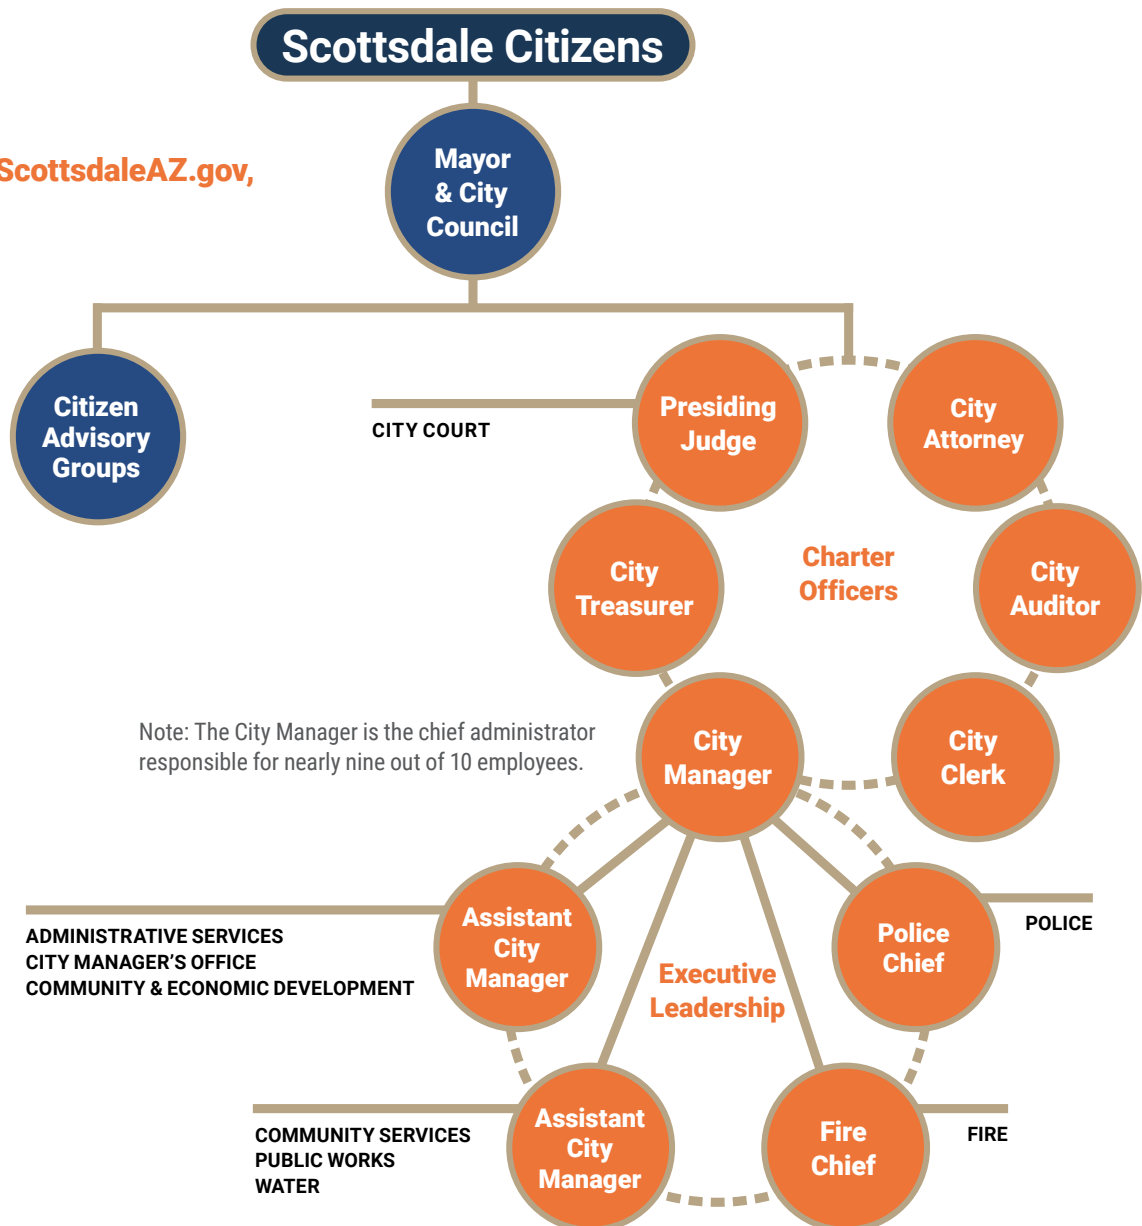 Scottsdale Citizens
ScottsdaleAZ.gov,
Mayor
& City
Council
Citizen
Advisory
Groups
CITY COURT
Presiding
Judge
City
Attorney
City
Treasurer
Charter
Officers
City
Auditor
Note: The City Manager is the chief administrator
responsible for nearly nine out of 10 employees.
City
Manager
City
Clerk
ADMINISTRATIVE SERVICES
CITY MANAGER'S OFFICE
COMMUNITY & ECONOMIC DEVELOPMENT
Assistant
City
Manager
Executive
Leadership
Police
Chief
POLICE
COMMUNITY SERVICES
PUBLIC WORKS
WATER
Assistant
City
Manager
Fire
Chief
FIRE